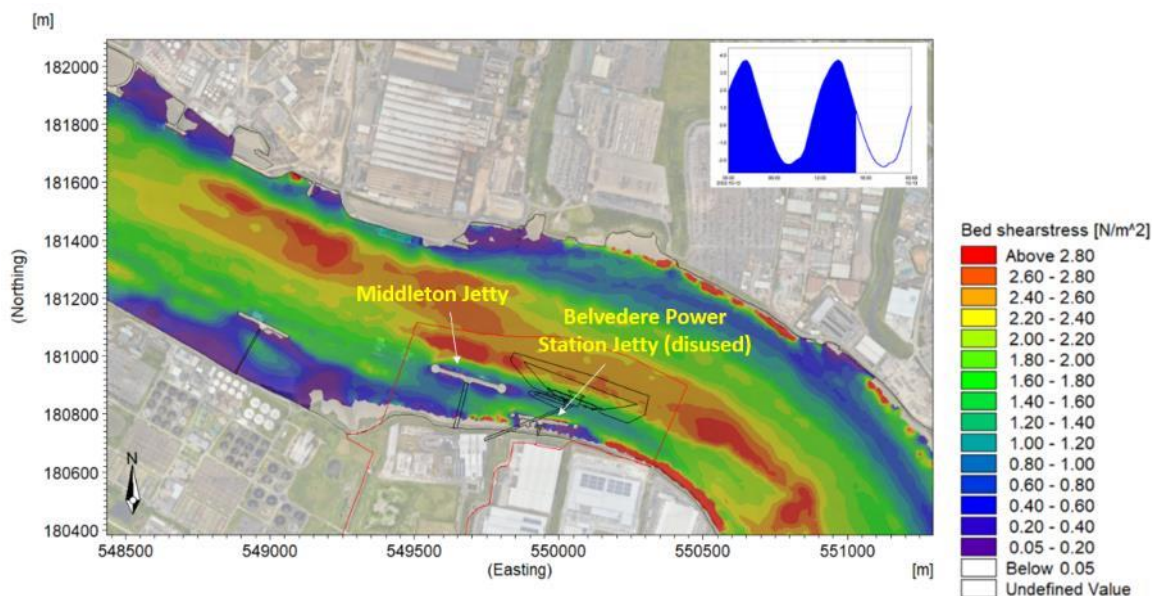 [m]
182000
181800
181600
181400
181200
181000
180800
180600
180400
(Northing)
Middleton Jetty
Belvedere Power
Station Jetty (disused)
N
548500
549000
549500
550000
550500
551000
(Easting)
[m]
Bed shearstress [N/m^2]
Above 2.80
2.60 - 2.80
2.40 - 2.60
2.20 - 2.40
2.00 - 2.20
1.80 - 2.00
1.60 - 1.80
1.40 - 1.60
1.20 - 1.40
1.00 - 1.20
0.80 - 1.00
0.60 - 0.80
0.40 - 0.60
0.20 - 0.40
0.05 - 0.20
Below 0.05
Undefined Value